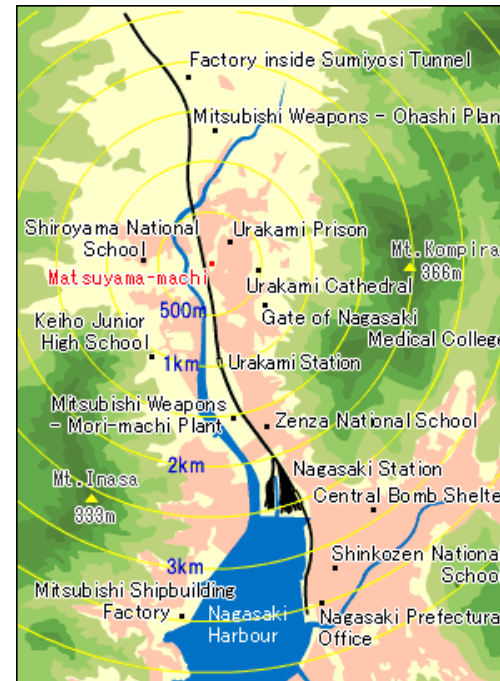 Factory inside Sumiyosi Tunnel
Mitsubishi Weapons - Ohashi Plan
Shiroyama National
School
Urakami Prison
Mt.Kompira
366m
Matsuyama-machi
Urakami Cathedral
500m
Gate of Nagasaki
Medical College
Keiho Junior
High School
1km
Urakami Station
Mitsubishi Weapons
- Mori-machi Plant
Zenza National School
2km
Nagasaki Station
Mt.Inasa
333m
Central Bomb Shelte
3km
Shinkozen Nationa
Schoo
Mitsubishi Shipbuilding
Factory
Nagasaki
Harbour
Nagasaki Prefectura
Office